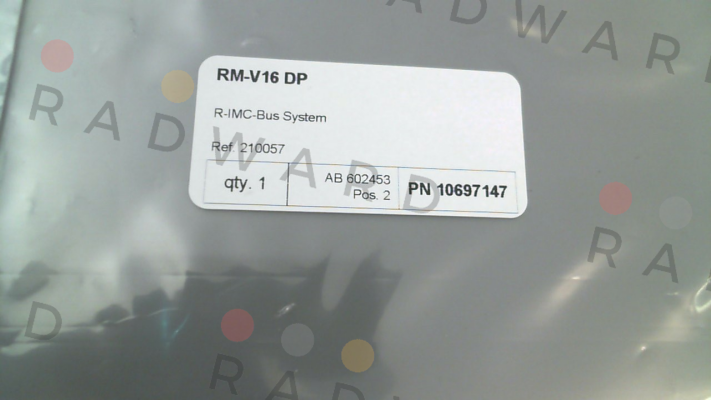 RADWARD
RM-V16 DP
R-IMC-Bus System
Ref. 210057
qty. 1
AB 602453
Pos. 2
PN 10697147
RADWARD
RA
D
RADWARD